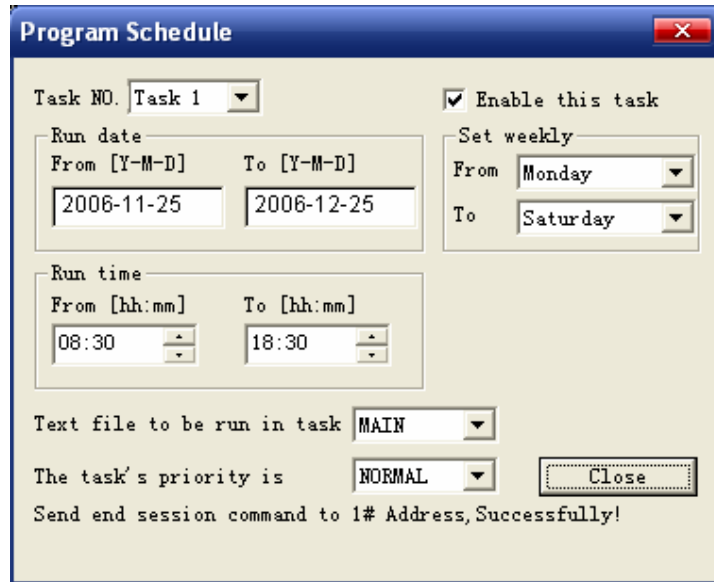 Program Schedule
Task NO. Task 1 Enable this task
Run date Set weekly
From [Y-M-D] To [Y-M-D] From Monday
2006-11-25 2006-12-25 To Saturday
Run time
From [hh:mm] To [hh:mm]
08:30 18:30
Text file to be run in task MAIN
The task's priority is NORMAL Close
Send end session command to 1# Address,Successfully!